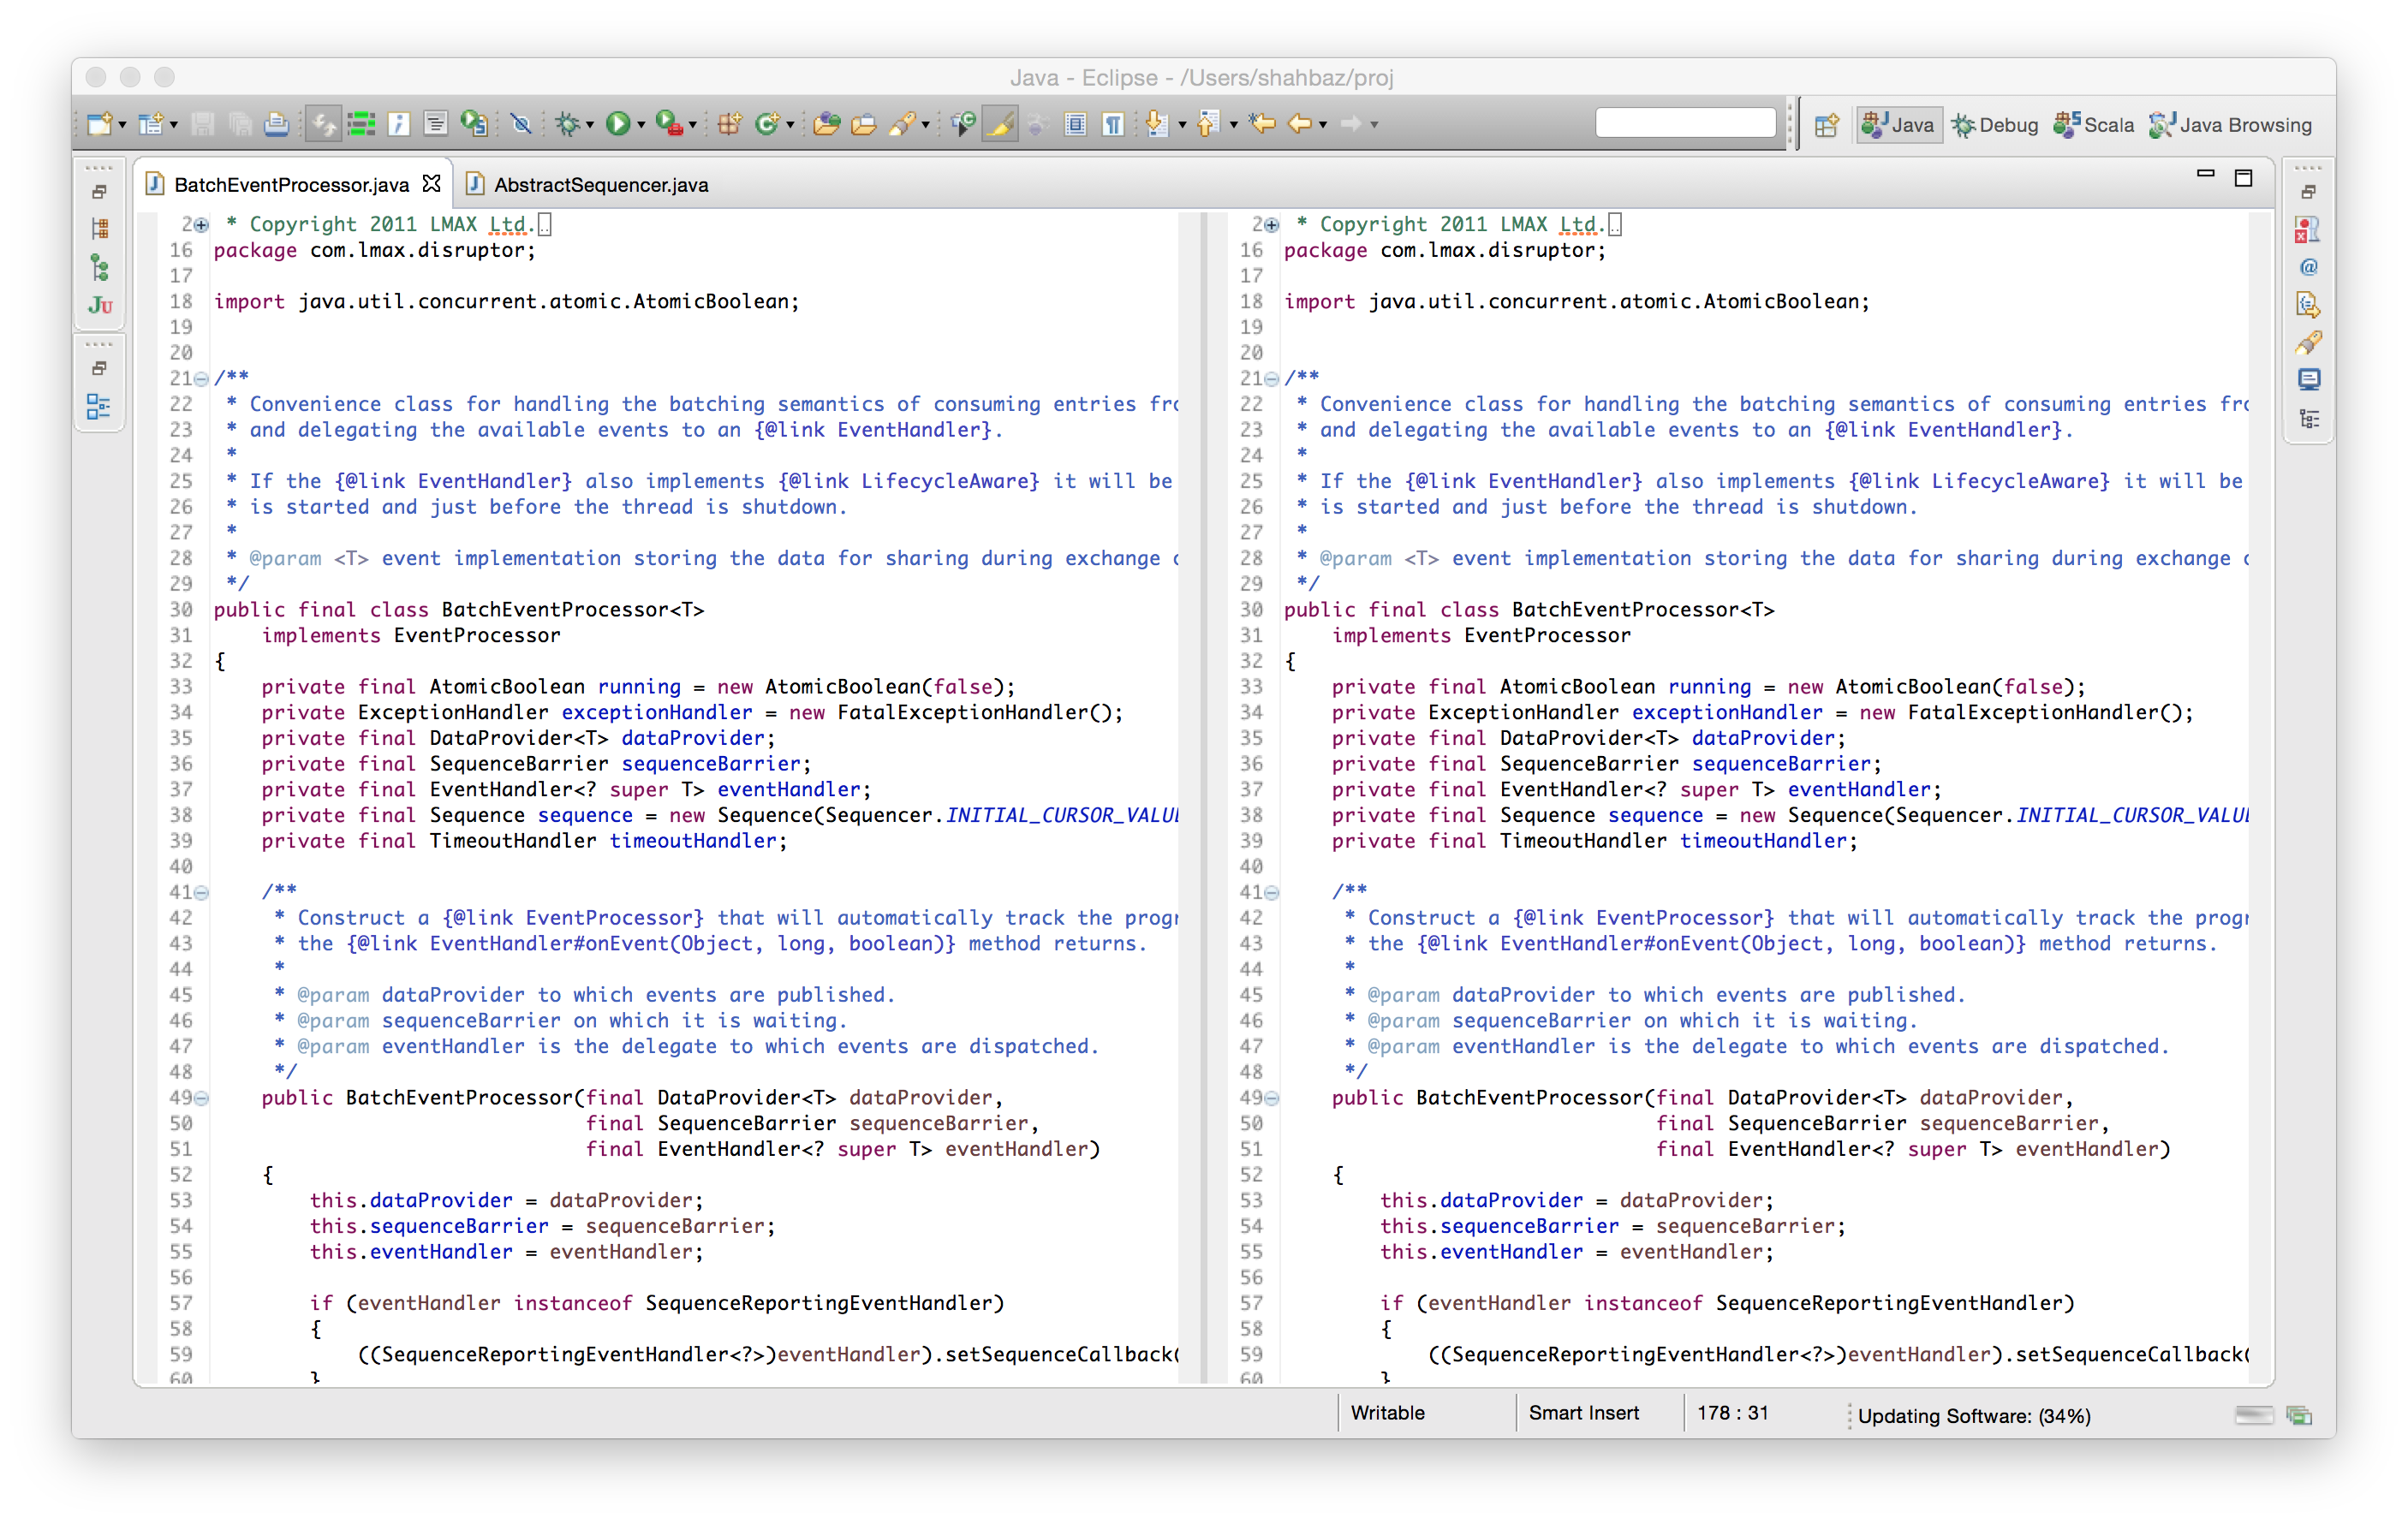 Java - Eclipse - /Users/shahbaz/proj
Java Debug Scala Java Browsing
BatchEventProcessor.java AbstractSequencer.java
2 * Copyright 2011 LMAX Ltd.
16 package com.lmax.disruptor;
17
18 import java.util.concurrent.atomic.AtomicBoolean;
19
20
21 /**
22 * Convenience class for handling the batching semantics of consuming entries
23 * and delegating the available events to an {@link EventHandler}.
24 *
25 * If the {@link EventHandler} also implements {@link LifecycleAware} it will be
26 * is started and just before the thread is shutdown.
27 *
28 * @param <T> event implementation storing the data for sharing during exchange
29 */
30 public final class BatchEventProcessor<T>
31 implements EventProcessor
32 {
33 private final AtomicBoolean running = new AtomicBoolean(false);
34 private ExceptionHandler exceptionHandler = new FatalExceptionHandler();
35 private final DataProvider<T> dataProvider;
36 private final SequenceBarrier sequenceBarrier;
37 private final EventHandler<? super T> eventHandler;
38 private final Sequence sequence = new Sequence(Sequencer.INITIAL_CURSOR_VALUE
39 private final TimeoutHandler timeoutHandler;
40
41 /**
42 * Construct a {@link EventProcessor} that will automatically track the
43 * the {@link EventHandler#onEvent(Object, long, boolean)} method returns.
44 *
45 * @param dataProvider to which events are published.
46 * @param sequenceBarrier on which it is waiting.
47 * @param eventHandler is the delegate to which events are dispatched.
48 */
49 public BatchEventProcessor(final DataProvider<T> dataProvider,
50 final SequenceBarrier sequenceBarrier,
51 final EventHandler<? super T> eventHandler)
52 {
53 this.dataProvider = dataProvider;
54 this.sequenceBarrier = sequenceBarrier;
55 this.eventHandler = eventHandler;
56
57 if (eventHandler instanceof SequenceReportingEventHandler)
58 {
59 ((SequenceReportingEventHandler<?>)eventHandler).setSequenceCallback(
60 }
2 * Copyright 2011 LMAX Ltd.
16 package com.lmax.disruptor;
17
18 import java.util.concurrent.atomic.AtomicBoolean;
19
20
21 /**
22 * Convenience class for handling the batching semantics of consuming entries
23 * and delegating the available events to an {@link EventHandler}.
24 *
25 * If the {@link EventHandler} also implements {@link LifecycleAware} it will be
26 * is started and just before the thread is shutdown.
27 *
28 * @param <T> event implementation storing the data for sharing during exchange
29 */
30 public final class BatchEventProcessor<T>
31 implements EventProcessor
32 {
33 private final AtomicBoolean running = new AtomicBoolean(false);
34 private ExceptionHandler exceptionHandler = new FatalExceptionHandler();
35 private final DataProvider<T> dataProvider;
36 private final SequenceBarrier sequenceBarrier;
37 private final EventHandler<? super T> eventHandler;
38 private final Sequence sequence = new Sequence(Sequencer.INITIAL_CURSOR_VALUE
39 private final TimeoutHandler timeoutHandler;
40
41 /**
42 * Construct a {@link EventProcessor} that will automatically track the
43 * the {@link EventHandler#onEvent(Object, long, boolean)} method returns.
44 *
45 * @param dataProvider to which events are published.
46 * @param sequenceBarrier on which it is waiting.
47 * @param eventHandler is the delegate to which events are dispatched.
48 */
49 public BatchEventProcessor(final DataProvider<T> dataProvider,
50 final SequenceBarrier sequenceBarrier,
51 final EventHandler<? super T> eventHandler)
52 {
53 this.dataProvider = dataProvider;
54 this.sequenceBarrier = sequenceBarrier;
55 this.eventHandler = eventHandler;
56
57 if (eventHandler instanceof SequenceReportingEventHandler)
58 {
59 ((SequenceReportingEventHandler<?>)eventHandler).setSequenceCallback(
60 }
Writable Smart Insert 178 : 31 Updating Software: (34%)